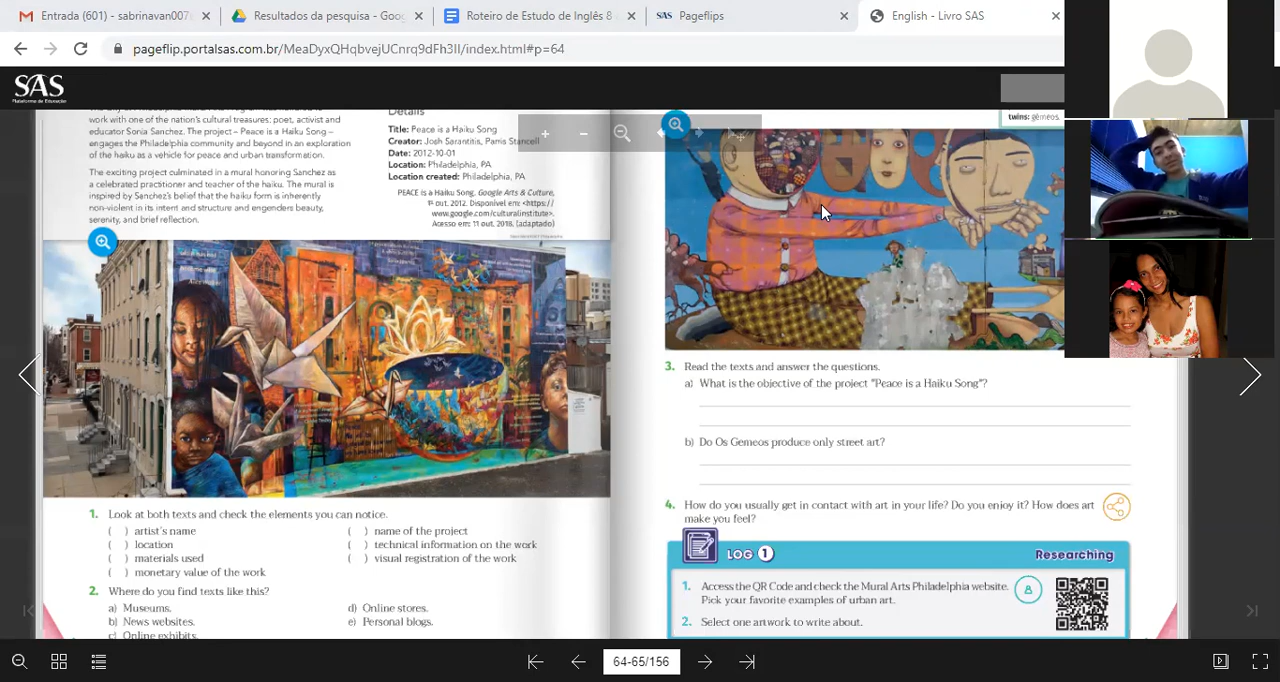 Entrada (601) - sabrinavan007
Resultados da pesquisa - Goo
Roteiro de Estudo de Inglês 8
SAS Pageflips
English - Livro SAS
pageflip.portalsas.com.br/MeaDyxQHqbvejUCnrq9dFh3II/index.html#p=64
SAS
Plataforma de Educação
work with one of the nation's cultural treasures: poet, activist and
educator Sonia Sanchez. The project – Peace is a Haiku Song –
engages the Philadelphia community and beyond in an exploration
of the haiku as a vehicle for peace and urban transformation.
The exciting project culminated in a mural honoring Sanchez as
a celebrated practitioner and teacher of the haiku. The mural is
inspired by Sanchez's belief that the haiku form is inherently
non-violent in its intent and structure and engenders beauty,
serenity, and brief reflection.
Details
Title: Peace is a Haiku Song
Creator: Josh Sarantitis, Parris Stancell
Date: 2012-10-01
Location: Philadelphia, PA
Location created: Philadelphia, PA
PEACE is a Haiku Song. Google Arts & Culture,
1º out. 2012. Disponível em: <https://
www.google.com/culturalinstitute>.
Acesso em: 11 out. 2018. (adaptado)
1. Look at both texts and check the elements you can notice.
( ) artist's name
( ) location
( ) materials used
( ) monetary value of the work
( ) name of the project
( ) technical information on the work
( ) visual registration of the work
2. Where do you find texts like this?
a) Museums.
b) News websites.
c) Online exhibits.
d) Online stores.
e) Personal blogs.
twins: gêmeos.
3. Read the texts and answer the questions.
a) What is the objective of the project "Peace is a Haiku Song"?
b) Do Os Gemeos produce only street art?
4. How do you usually get in contact with art in your life? Do you enjoy it? How does art
make you feel?
LOG 1
Researching
1. Access the QR Code and check the Mural Arts Philadelphia website.
Pick your favorite examples of urban art.
2. Select one artwork to write about.
64-65/156